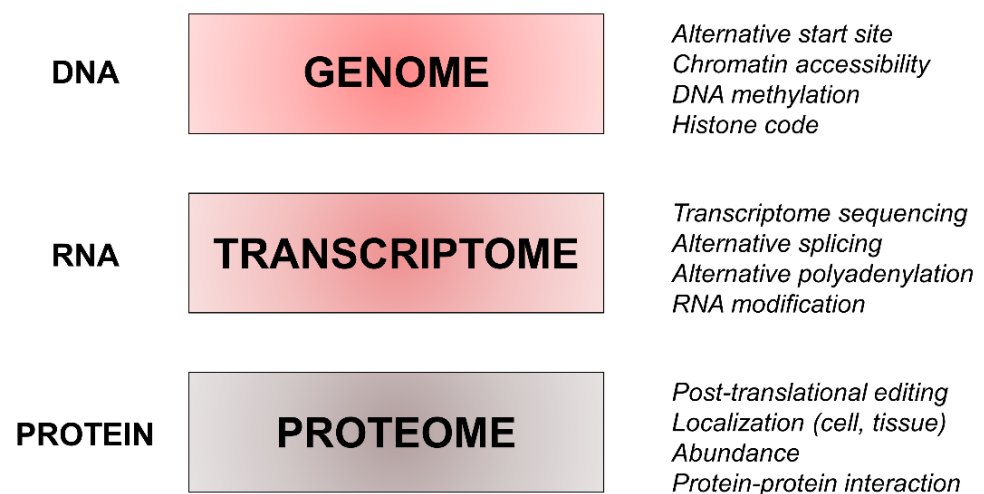 DNA
GENOME
Alternative start site
Chromatin accessibility
DNA methylation
Histone code
RNA
TRANSCRIPTOME
Transcriptome sequencing
Alternative splicing
Alternative polyadenylation
RNA modification
PROTEIN
PROTEOME
Post-translational editing
Localization (cell, tissue)
Abundance
Protein-protein interaction